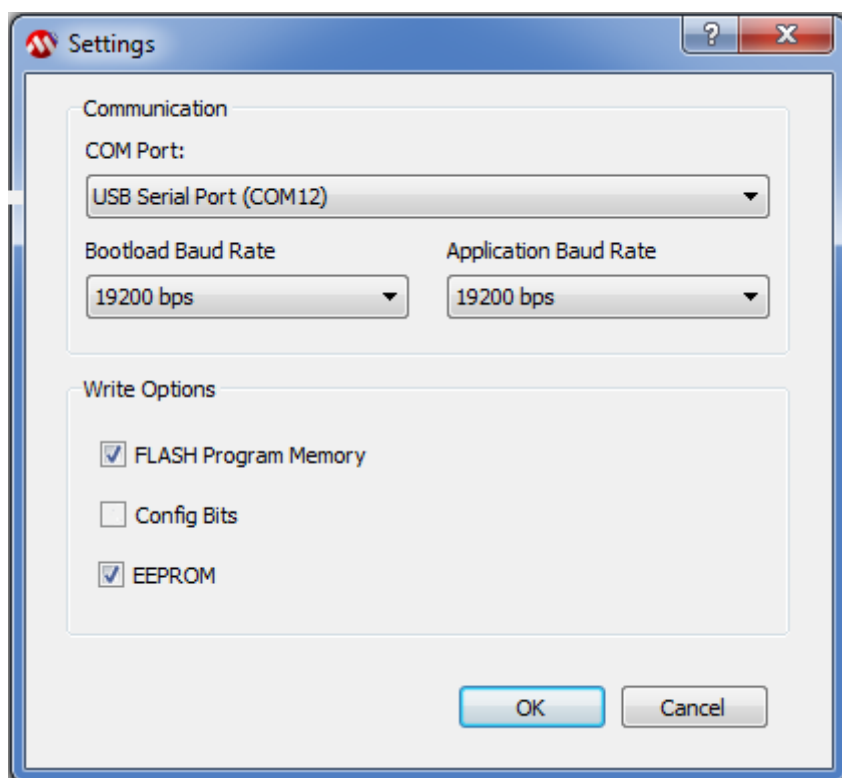 Settings
Communication
COM Port:
USB Serial Port (COM12)
Bootload Baud Rate
Application Baud Rate
19200 bps
19200 bps
Write Options
FLASH Program Memory
Config Bits
EEPROM
OK
Cancel